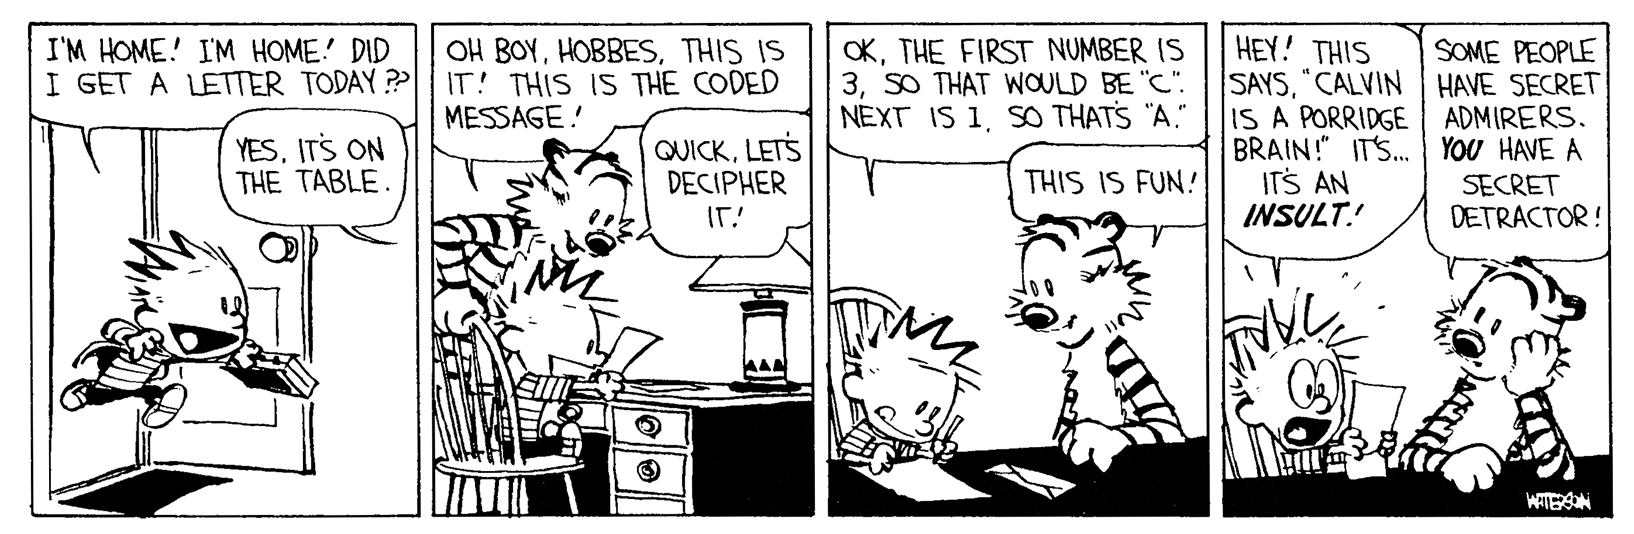 I'M HOME! I'M HOME! DID
I GET A LETTER TODAY??
YES, IT'S ON
THE TABLE.
OH BOY, HOBBES, THIS IS
IT! THIS IS THE CODED
MESSAGE!
QUICK, LET'S
DECIPHER
IT!
OK, THE FIRST NUMBER IS
3, SO THAT WOULD BE "C".
NEXT IS 1, SO THAT'S "A."
THIS IS FUN!
HEY! THIS
SAYS, "CALVIN
IS A PORRIDGE
BRAIN!" IT'S...
IT'S AN
INSULT!
SOME PEOPLE
HAVE SECRET
ADMIRERS.
YOU HAVE A
SECRET
DETRACTOR!
WATTERSON